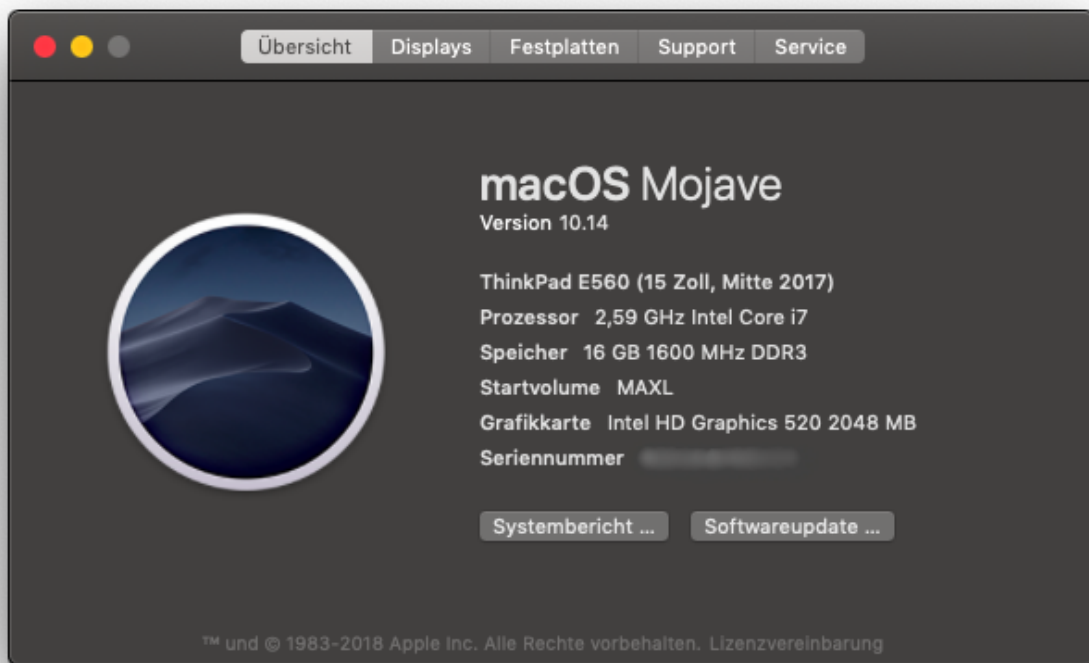 Übersicht Displays Festplatten Support Service
macOS Mojave
Version 10.14
ThinkPad E560 (15 Zoll, Mitte 2017)
Prozessor 2,59 GHz Intel Core i7
Speicher 16 GB 1600 MHz DDR3
Startvolume MAXL
Grafikkarte Intel HD Graphics 520 2048 MB
Seriennummer
Systembericht ... Softwareupdate ...
™ und © 1983-2018 Apple Inc. Alle Rechte vorbehalten. Lizenzvereinbarung